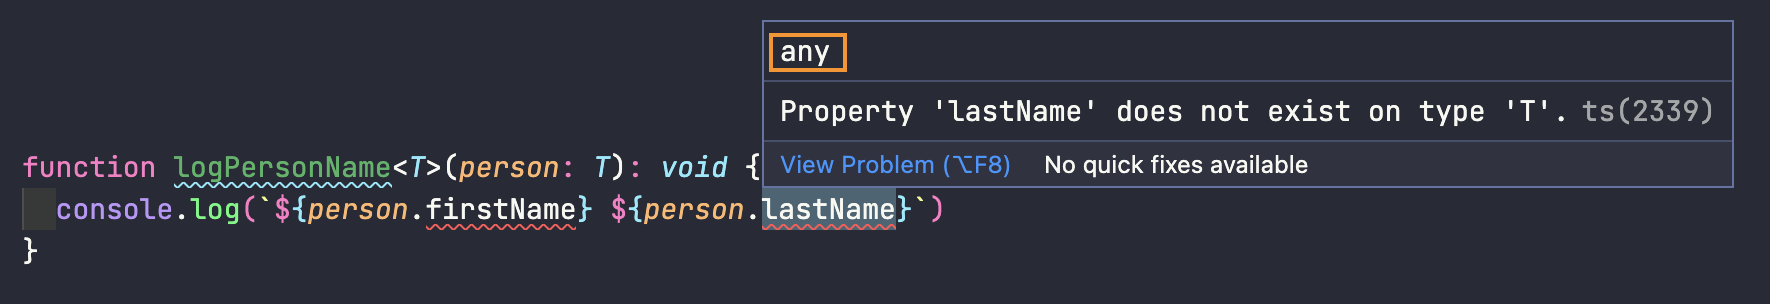 any
Property 'lastName' does not exist on type 'T'. ts(2339)
View Problem (⌥F8) No quick fixes available
function logPersonName<T>(person: T): void {
console.log(`${person.firstName} ${person.lastName}`)
}